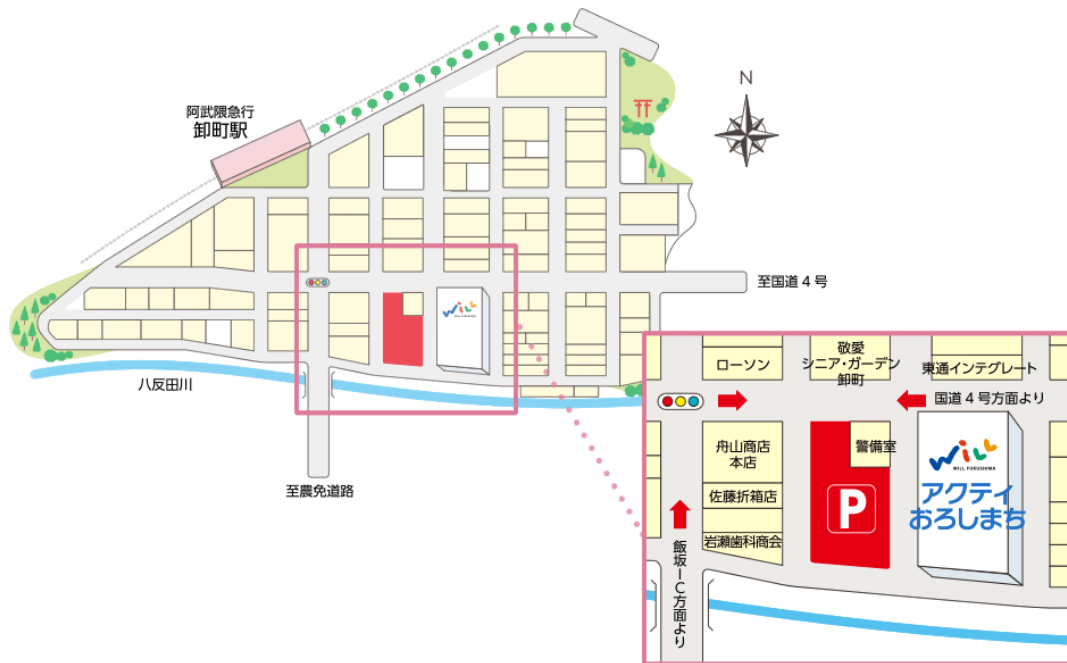 N
阿武隈急行
卸町駅
至国道4号
WiLL
WILL FUKUSHIMA
八反田川
至農免道路
ローソン
敬愛
シニア・ガーデン
卸町
東通インテグレート
国道4号方面より
舟山商店
本店
警備室
WiLL
WILL FUKUSHIMA
アクティ
おろしまち
佐藤折箱店
P
岩瀬歯科商会
飯坂IC方面より